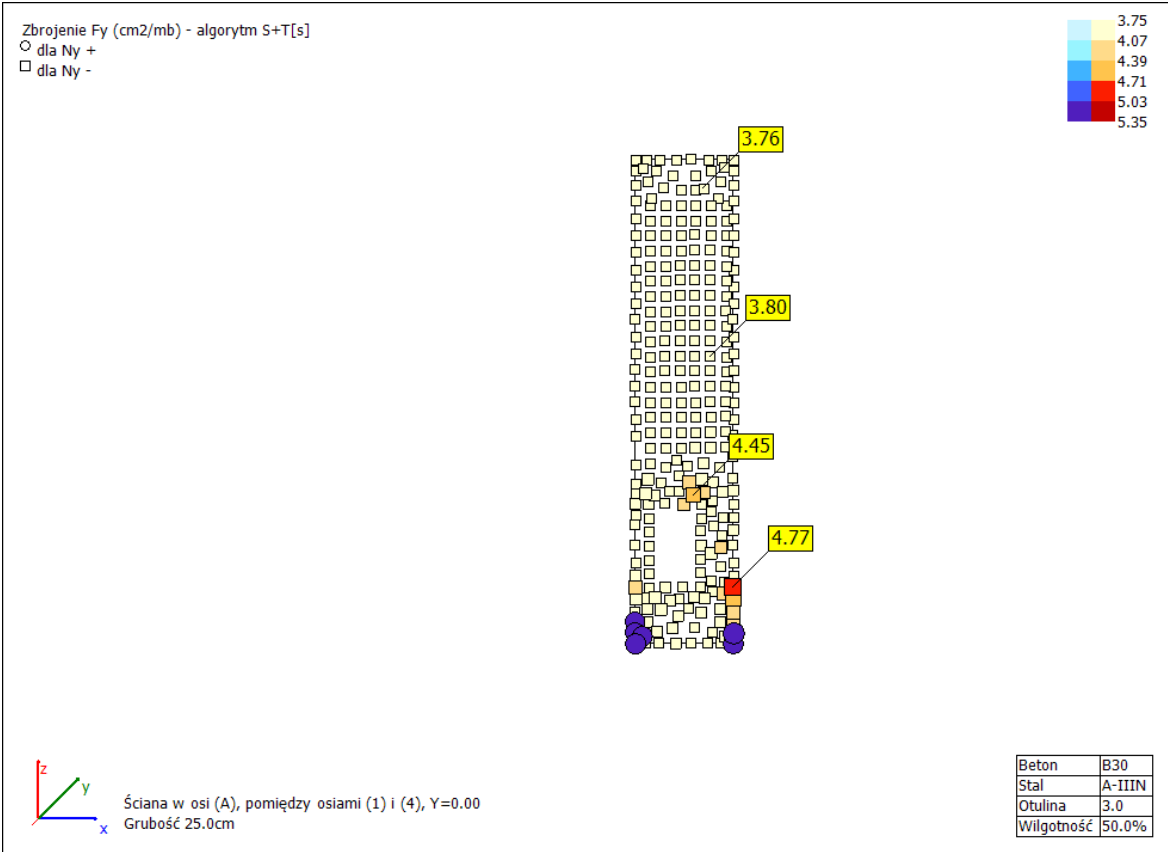 Zbrojenie Fy (cm2/mb) - algorytm S+T[s]
dla Ny +
dla Ny -
3.75
4.07
4.39
4.71
5.03
5.35
3.76
3.80
4.45
4.77
z
y
x
Ściana w osi (A), pomiędzy osiami (1) i (4), Y=0.00
Grubość 25.0cm
Beton B30
Stal A-IIIN
Otulina 3.0
Wilgotność 50.0%